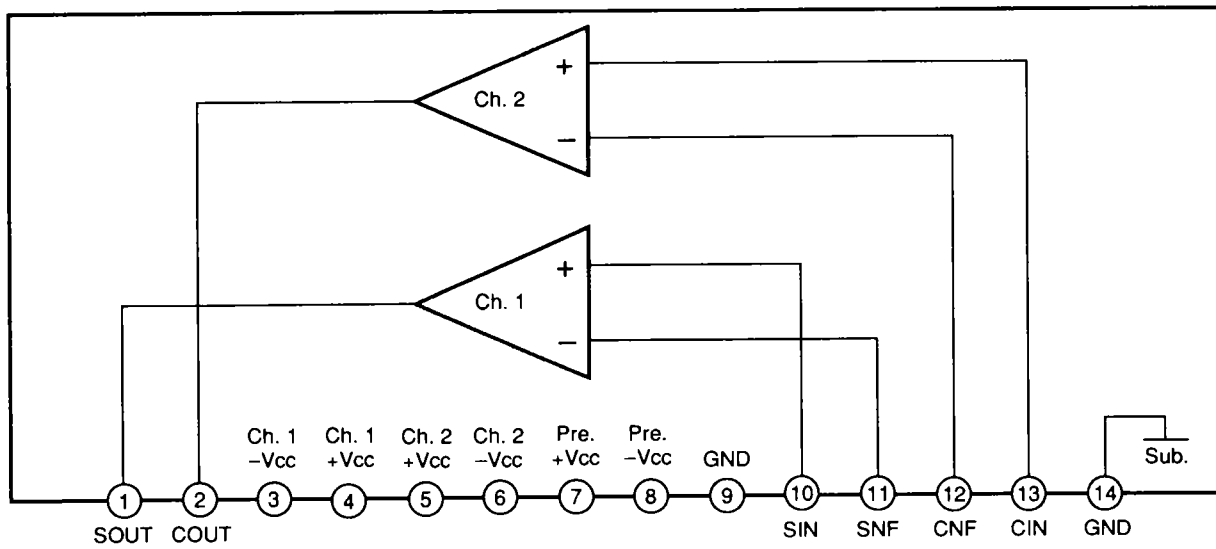 +
Ch. 2
−
+
Ch. 1
−
Ch. 1
−Vcc
Ch. 1
+Vcc
Ch. 2
+Vcc
Ch. 2
−Vcc
Pre.
+Vcc
Pre.
−Vcc
GND
Sub.
1 2 3 4 5 6 7 8 9 10 11 12 13 14
SOUT COUT SIN SNF CNF CIN GND